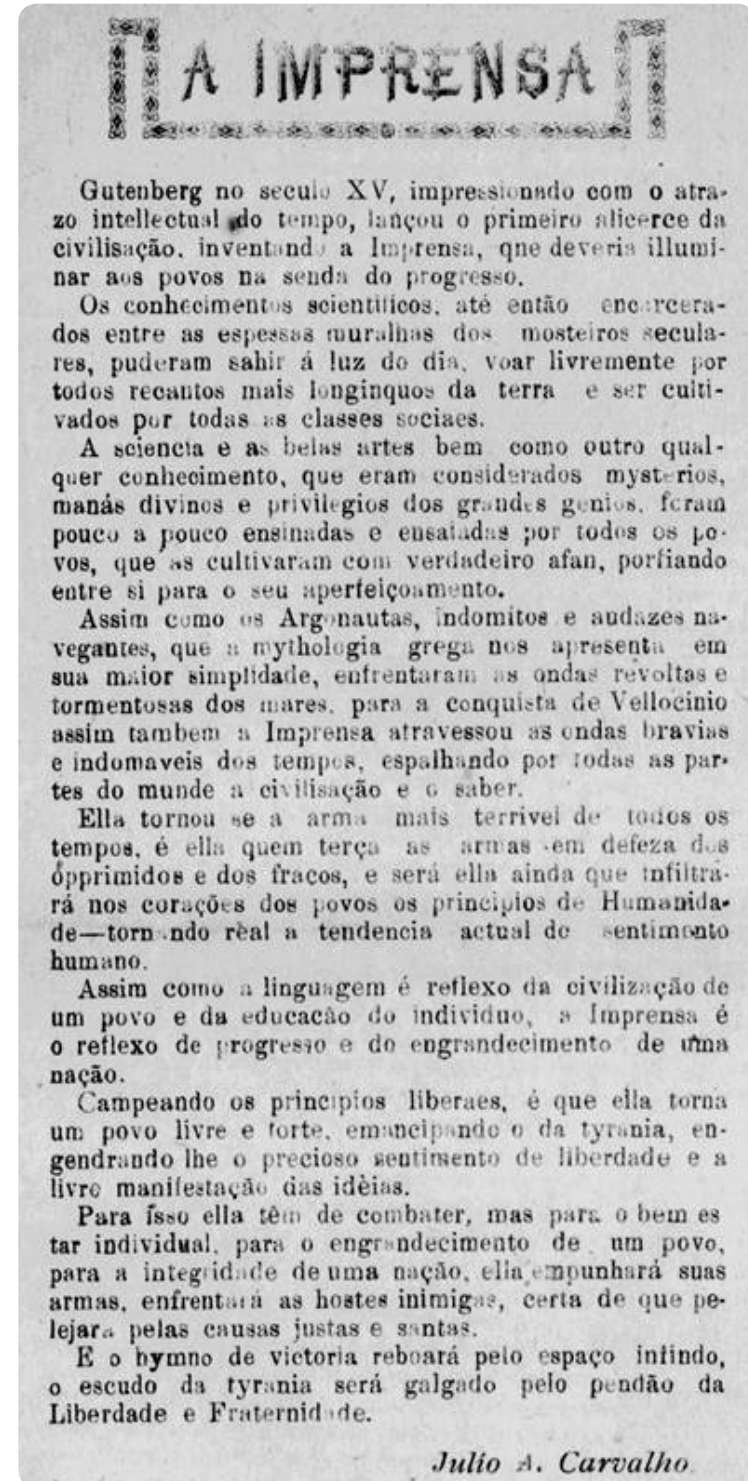 A IMPRENSA
Gutenberg no seculo XV, impressionado com o atra-
zo intellectual do tempo, lançou o primeiro alicerce da
civilisação. inventando a Imprensa, qne deveria illumi-
nar aos povos na senda do progresso.
Os conhecimentos scientificos. até então encarcera-
dos entre as espessas muralhas dos mosteiros secula-
res, puderam sahir á luz do dia, voar livremente por
todos recantos mais longinquos da terra e ser culti-
vados por todas as classes sociaes.
A sciencia e as belas artes bem como outro qual-
quer conhecimento, que eram considerados mysterios,
manás divinos e privilegios dos grandes genios, foram
pouco a pouco ensinadas e ensaiadas por todos os po-
vos, que as cultivaram com verdadeiro afan, porfiando
entre si para o seu aperfeiçoamento.
Assim como os Argonautas, indomitos e audazes na-
vegantes, que a mythologia grega nos apresenta em
sua maior simplidade, enfrentaram as ondas revoltas e
tormentosas dos mares. para a conquista de Vellocinio
assim tambem a Imprensa atravessou as ondas bravias
e indomaveis dos tempos, espalhando por todas as par-
tes do munde a civilisação e o saber.
Ella tornou se a arma mais terrivel de todos os
tempos, é ella quem terça as armas em defeza dos
opprimidos e dos fracos, e será ella ainda que infiltra-
rá nos corações dos povos os principios de Humanida-
de—tornando rèal a tendencia actual do sentimento
humano.
Assim como a linguagem é reflexo da civilização de
um povo e da educacão do individuo, a Imprensa é
o reflexo de progresso e do engrandecimento de uma
nação.
Campeando os principios liberaes, é que ella torna
um povo livre e forte, emancipando o da tyrania, en-
gendrando lhe o precioso sentimento de liberdade e a
livre manifestação das idèias.
Para ísso ella têm de combater, mas para o bem es
tar individual, para o engrandecimento de um povo,
para a integridade de uma nação, ella empunhará suas
armas, enfrentará as hostes inimigas, certa de que pe-
lejara pelas causas justas e santas.
E o hymno de victoria reboará pelo espaço infindo,
o escudo da tyrania será galgado pelo pendão da
Liberdade e Fraternidade.
Julio A. Carvalho